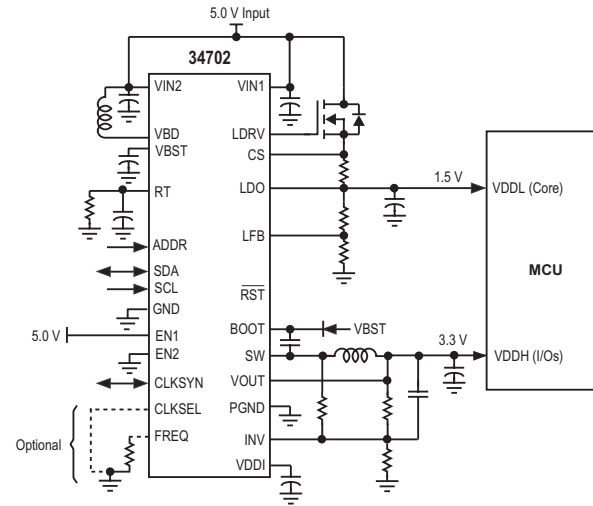 5.0 V Input
34702
VIN2
VIN1
VBD
LDRV
VBST
CS
RT
LDO
1.5 V
VDDL (Core)
ADDR
LFB
SDA
MCU
SCL
RST
GND
BOOT
VBST
5.0 V
EN1
3.3 V
EN2
SW
VDDH (I/Os)
CLKSYN
VOUT
CLKSEL
PGND
Optional
FREQ
INV
VDDI